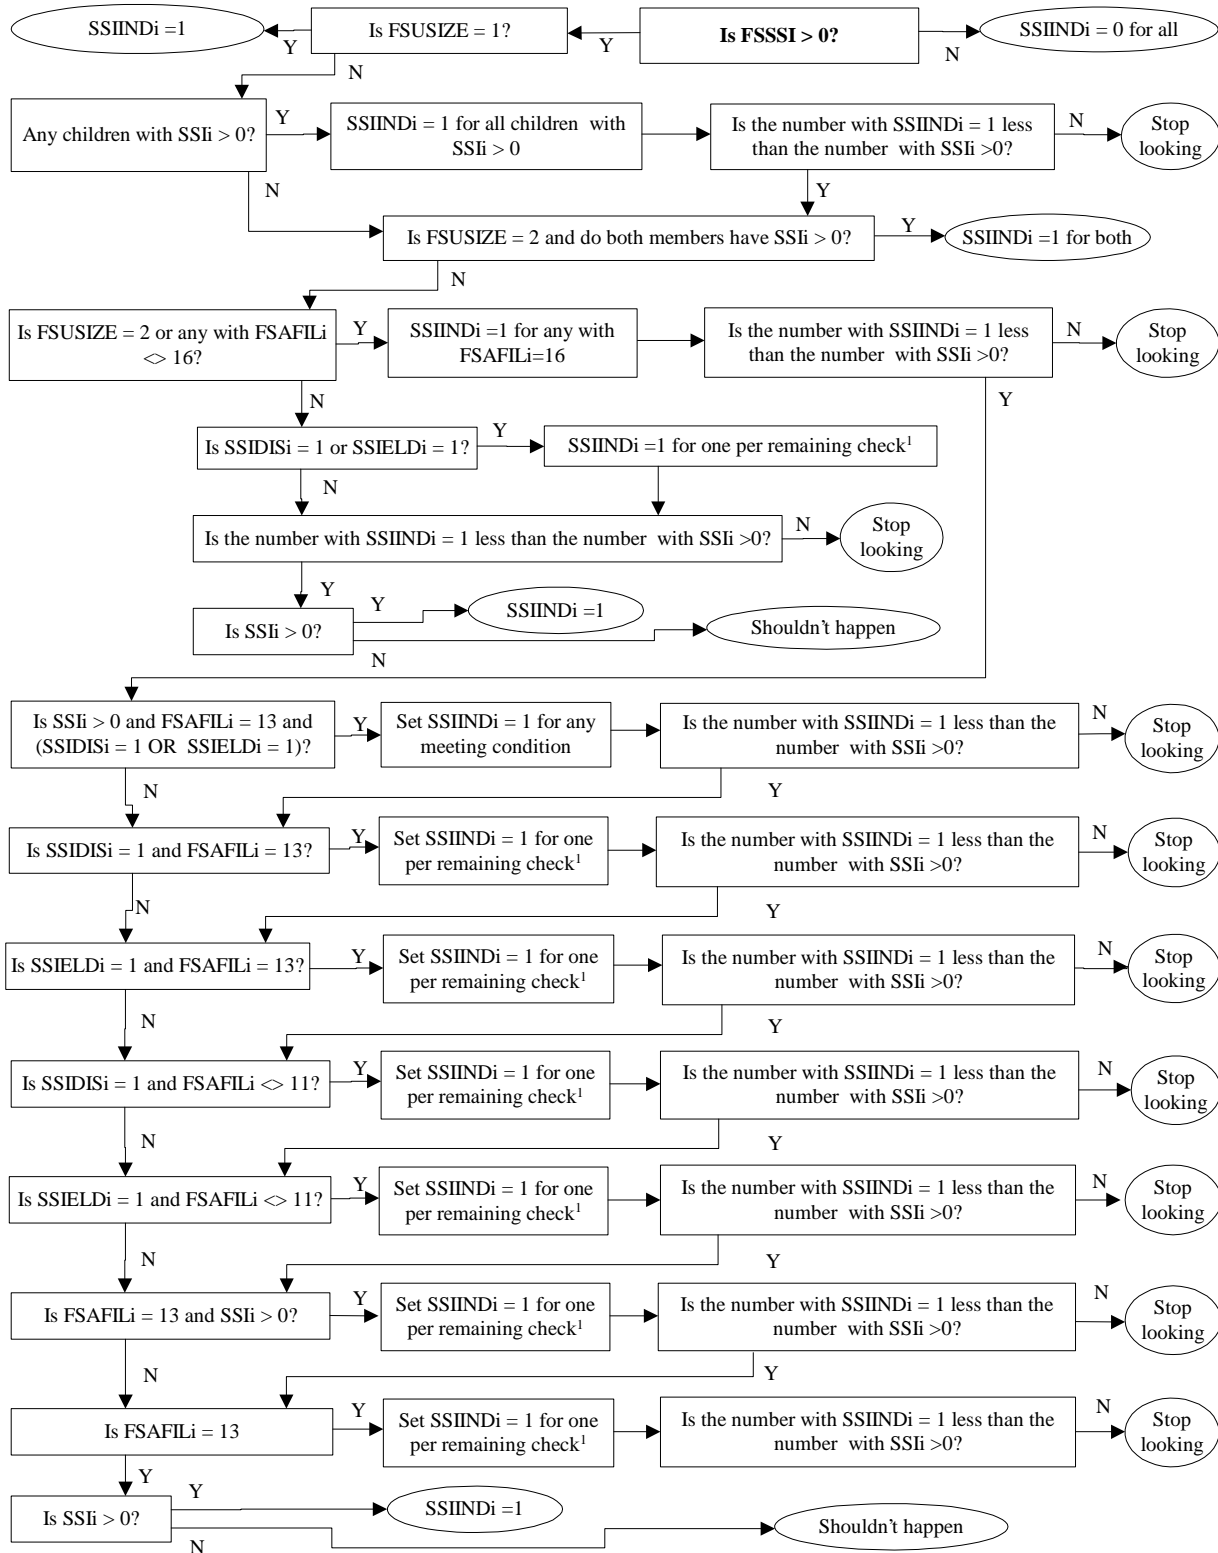 SSIINDi =1
Is FSUSIZE = 1?
Is FSSSI > 0?
SSIINDi = 0 for all
Y
Y
N
N
Any children with SSIi > 0?
Y
SSIINDi = 1 for all children with
SSIi > 0
Is the number with SSIINDi = 1 less
than the number with SSIi >0?
N
Stop
looking
N
Y
Is FSUSIZE = 2 and do both members have SSIi > 0?
Y
SSIINDi =1 for both
N
Is FSUSIZE = 2 or any with FSAFILi
<> 16?
Y
SSIINDi =1 for any with
FSAFILi=16
Is the number with SSIINDi = 1 less
than the number with SSIi >0?
N
Stop
looking
N
Y
Is SSIDISi = 1 or SSIELDi = 1?
Y
SSIINDi =1 for one per remaining check1
N
Is the number with SSIINDi = 1 less than the number with SSIi >0?
N
Stop
looking
Y
Is SSIi > 0?
Y
SSIINDi =1
N
Shouldn't happen
Is SSIi > 0 and FSAFILi = 13 and
(SSIDISi = 1 OR SSIELDi = 1)?
Y
Set SSIINDi = 1 for any
meeting condition
Is the number with SSIINDi = 1 less than the
number with SSIi >0?
N
Stop
looking
N
Y
Is SSIDISi = 1 and FSAFILi = 13?
Y
Set SSIINDi = 1 for one
per remaining check1
Is the number with SSIINDi = 1 less than the
number with SSIi >0?
N
Stop
looking
N
Y
Is SSIELDi = 1 and FSAFILi = 13?
Y
Set SSIINDi = 1 for one
per remaining check1
Is the number with SSIINDi = 1 less than the
number with SSIi >0?
N
Stop
looking
N
Y
Is SSIDISi = 1 and FSAFILi <> 11?
Y
Set SSIINDi = 1 for one
per remaining check1
Is the number with SSIINDi = 1 less than the
number with SSIi >0?
N
Stop
looking
N
Y
Is SSIELDi = 1 and FSAFILi <> 11?
Y
Set SSIINDi = 1 for one
per remaining check1
Is the number with SSIINDi = 1 less than the
number with SSIi >0?
N
Stop
looking
N
Y
Is FSAFILi = 13 and SSIi > 0?
Y
Set SSIINDi = 1 for one
per remaining check1
Is the number with SSIINDi = 1 less than the
number with SSIi >0?
N
Stop
looking
N
Y
Is FSAFILi = 13
Y
Set SSIINDi = 1 for one
per remaining check1
Is the number with SSIINDi = 1 less than the
number with SSIi >0?
N
Stop
looking
Y
Is SSIi > 0?
Y
SSIINDi =1
N
Shouldn't happen